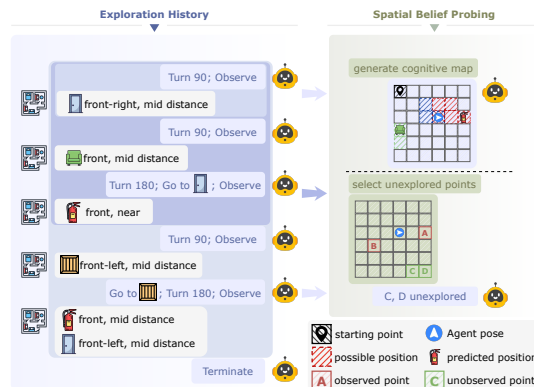 Exploration History
Turn 90; Observe
front-right, mid distance
Turn 90; Observe
front, mid distance
Turn 180; Go to ; Observe
front, near
Turn 90; Observe
front-left, mid distance
Go to ; Turn 180; Observe
front, mid distance
front-left, mid distance
Terminate
Spatial Belief Probing
generate cognitive map
select unexplored points
A
B
C D
C, D unexplored
starting point Agent pose
possible position predicted position
A observed point C unobserved point